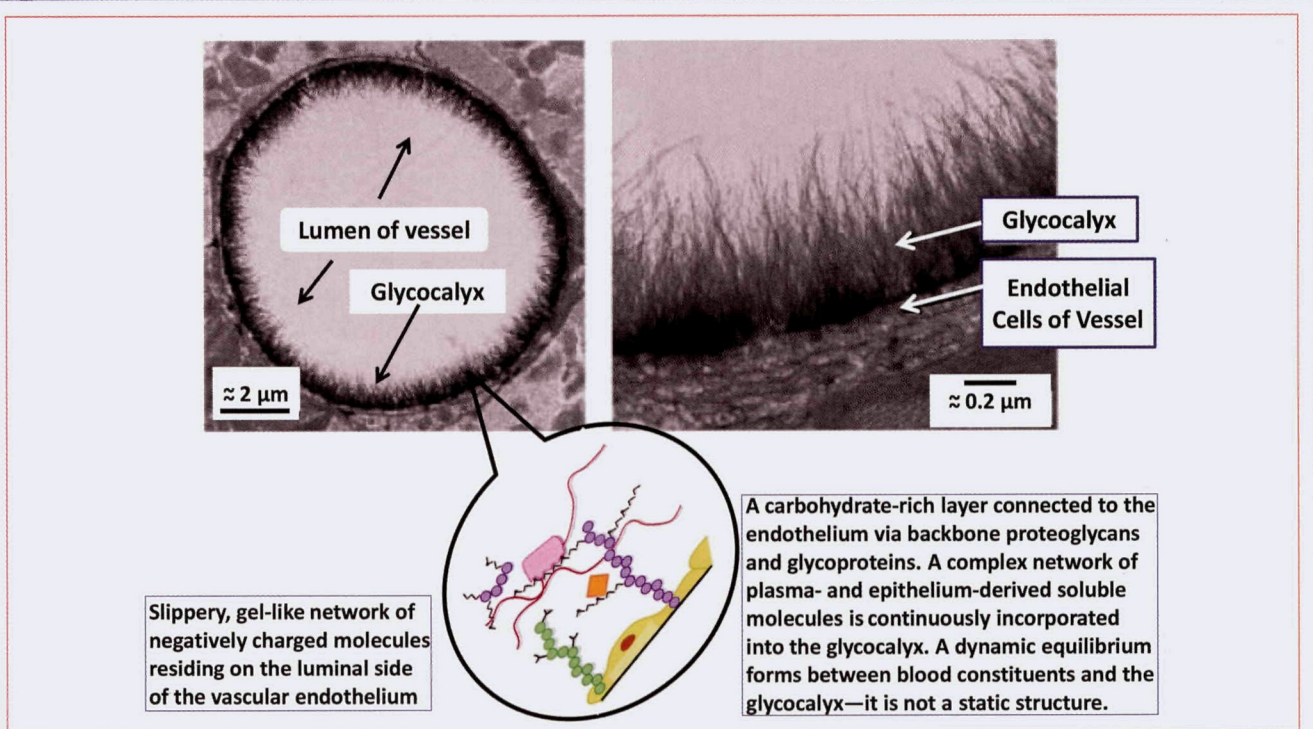 Lumen of vessel
Glycocalyx
≈ 2 µm
Glycocalyx
Endothelial
Cells of Vessel
≈ 0.2 µm
Slippery, gel-like network of
negatively charged molecules
residing on the luminal side
of the vascular endothelium
A carbohydrate-rich layer connected to the
endothelium via backbone proteoglycans
and glycoproteins. A complex network of
plasma- and epithelium-derived soluble
molecules is continuously incorporated
into the glycocalyx. A dynamic equilibrium
forms between blood constituents and the
glycocalyx—it is not a static structure.